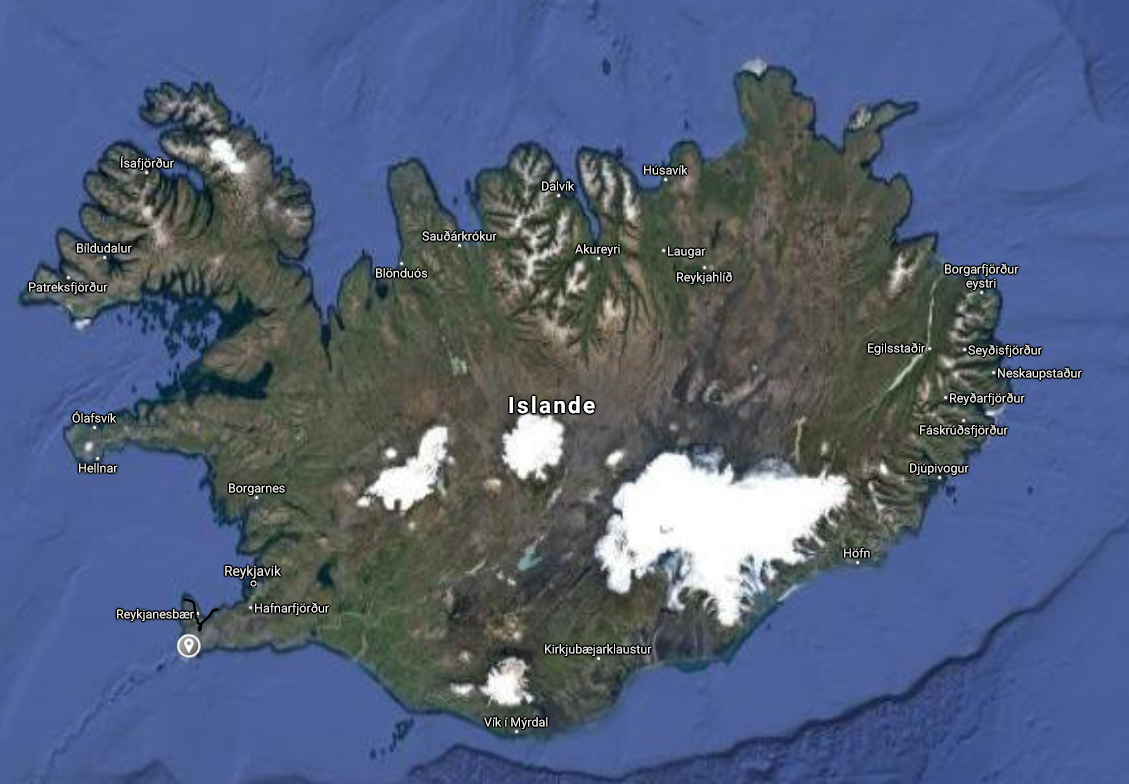 Ísafjörður
Húsavík
Dalvík
Sauðárkrókur
Bíldudalur
Akureyri
Laugar
Blönduós
Reykjahlíð
Borgarfjörður
eystri
Patreksfjörður
Egilsstaðir
Seyðisfjörður
Neskaupstaður
Reyðarfjörður
Islande
Ólafsvík
Fáskrúðsfjörður
Hellnar
Djúpivogur
Borgarnes
Höfn
Reykjavik
Hafnarfjörður
Reykjanesbær
Kirkjubæjarklaustur
Vík í Mýrdal